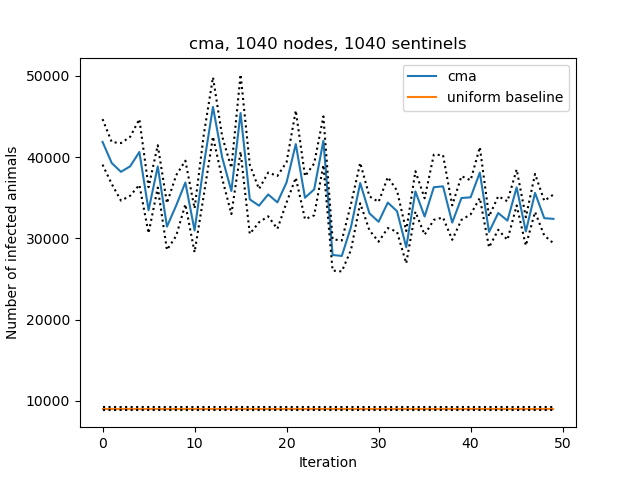 cma, 1040 nodes, 1040 sentinels
cma
uniform baseline
Number of infected animals
50000
40000
30000
20000
10000
0
10
20
30
40
50
Iteration